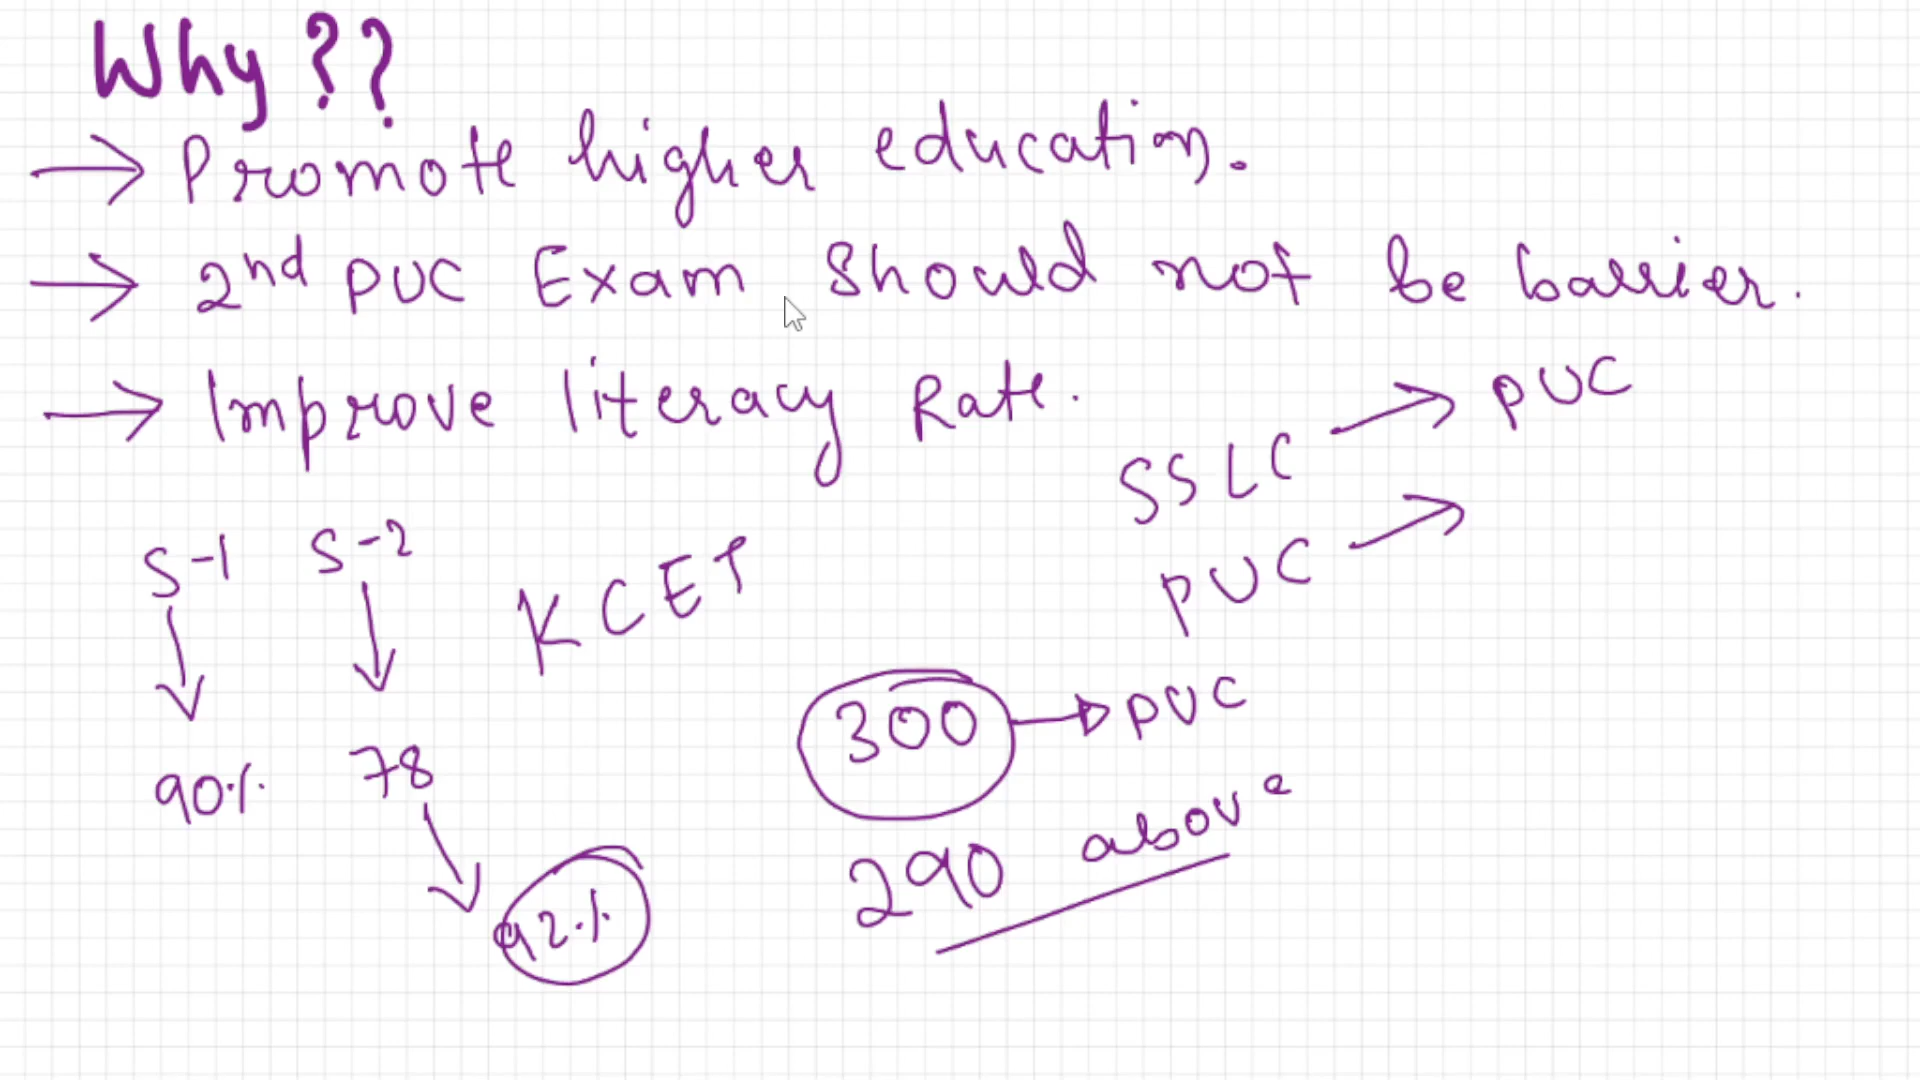 Why ??
→ Promote higher education.
→ 2nd PUC Exam Should not be barrier.
→ Improve literacy Rate.
SSLC → PUC
S-1 S-2
KCET
PUC →
300 → PUC
90% 78
290 above
92%